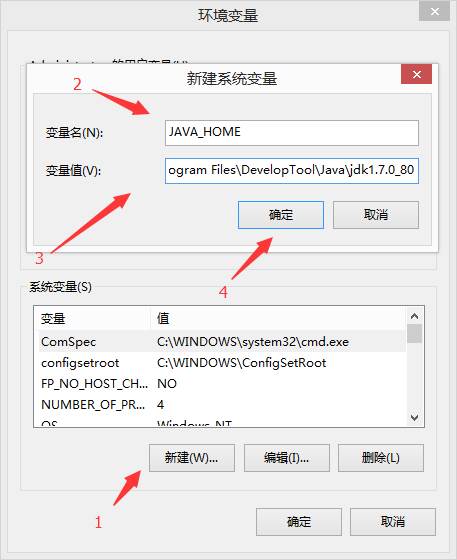 环境变量
Administrator 的用户变量(U)
新建系统变量
2
变量名(N):
JAVA_HOME
变量值(V):
ogram Files\DevelopTool\Java\jdk1.7.0_80
3
确定
取消
4
系统变量(S)
变量 值
ComSpec C:\WINDOWS\system32\cmd.exe
configsetroot C:\WINDOWS\ConfigSetRoot
FP_NO_HOST_CH... NO
NUMBER_OF_PR... 4
OS Windows_NT
新建(W)... 编辑(I)... 删除(L)
1
确定 取消